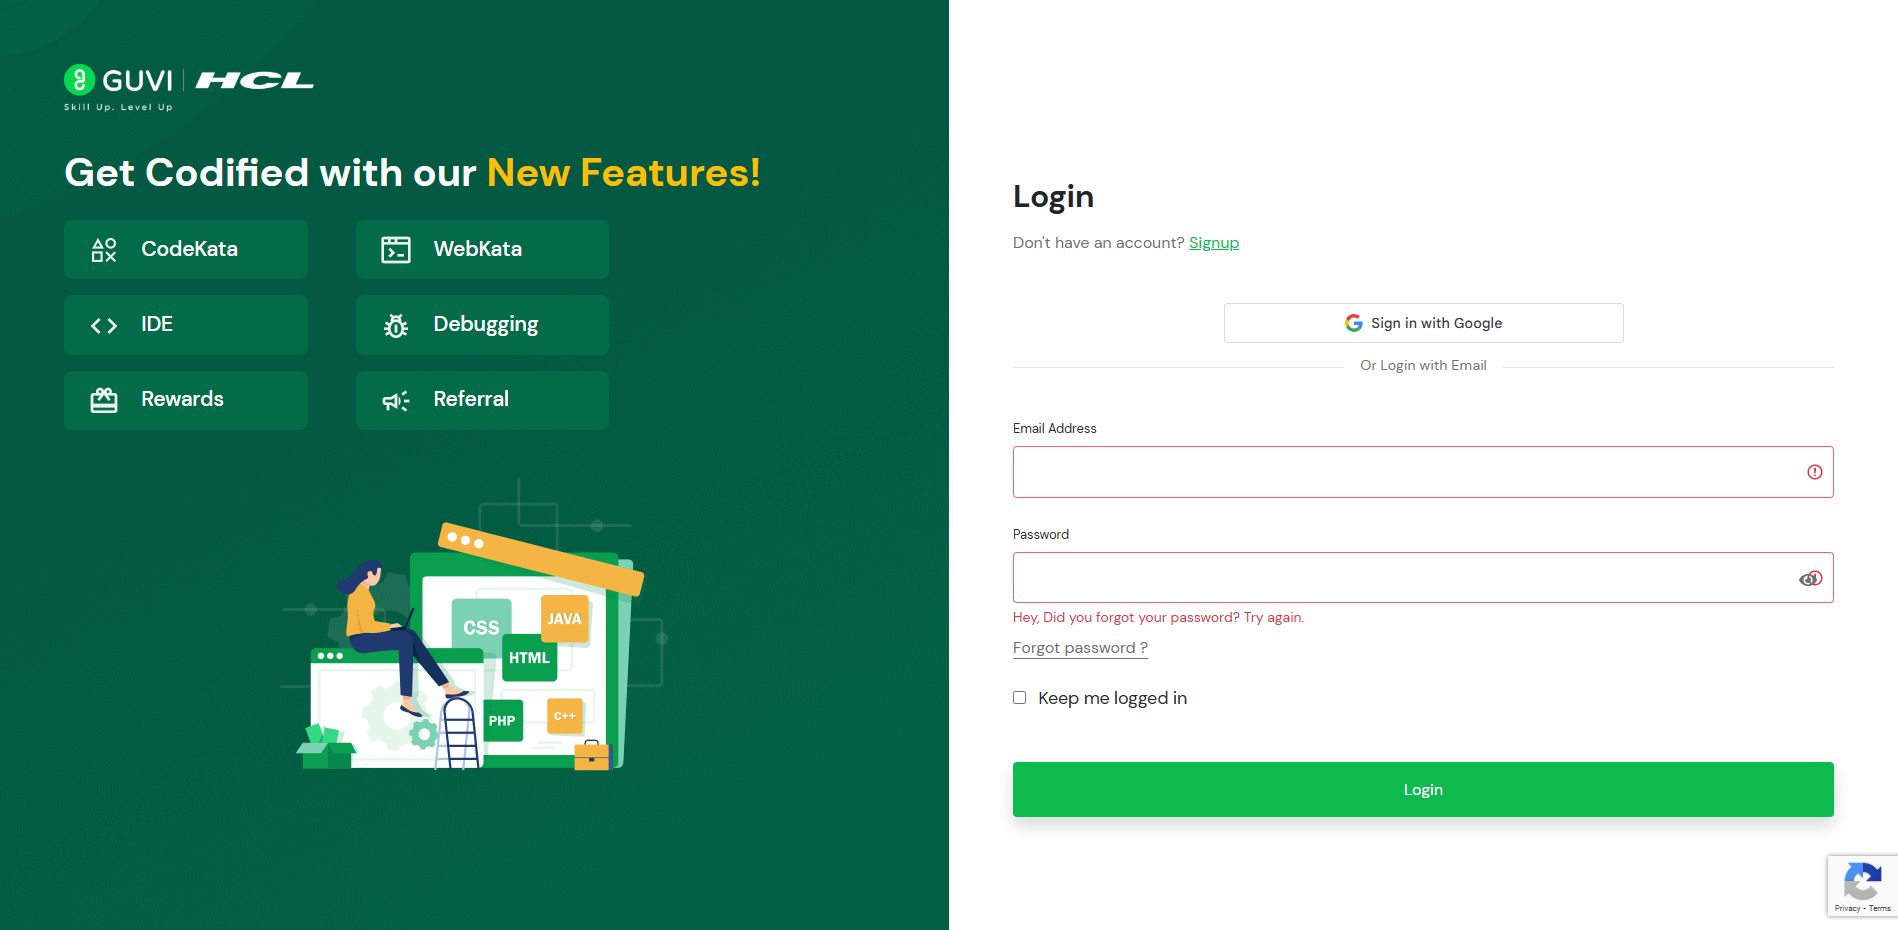 GUVI HCL
Skill Up. Level Up
Get Codified with our New Features!
CodeKata WebKata
IDE Debugging
Rewards Referral
CSS
JAVA
HTML
PHP
C++
Login
Don't have an account? Signup
Sign in with Google
Or Login with Email
Email Address
Password
Hey, Did you forgot your password? Try again.
Forgot password ?
Keep me logged in
Login
Privacy - Terms